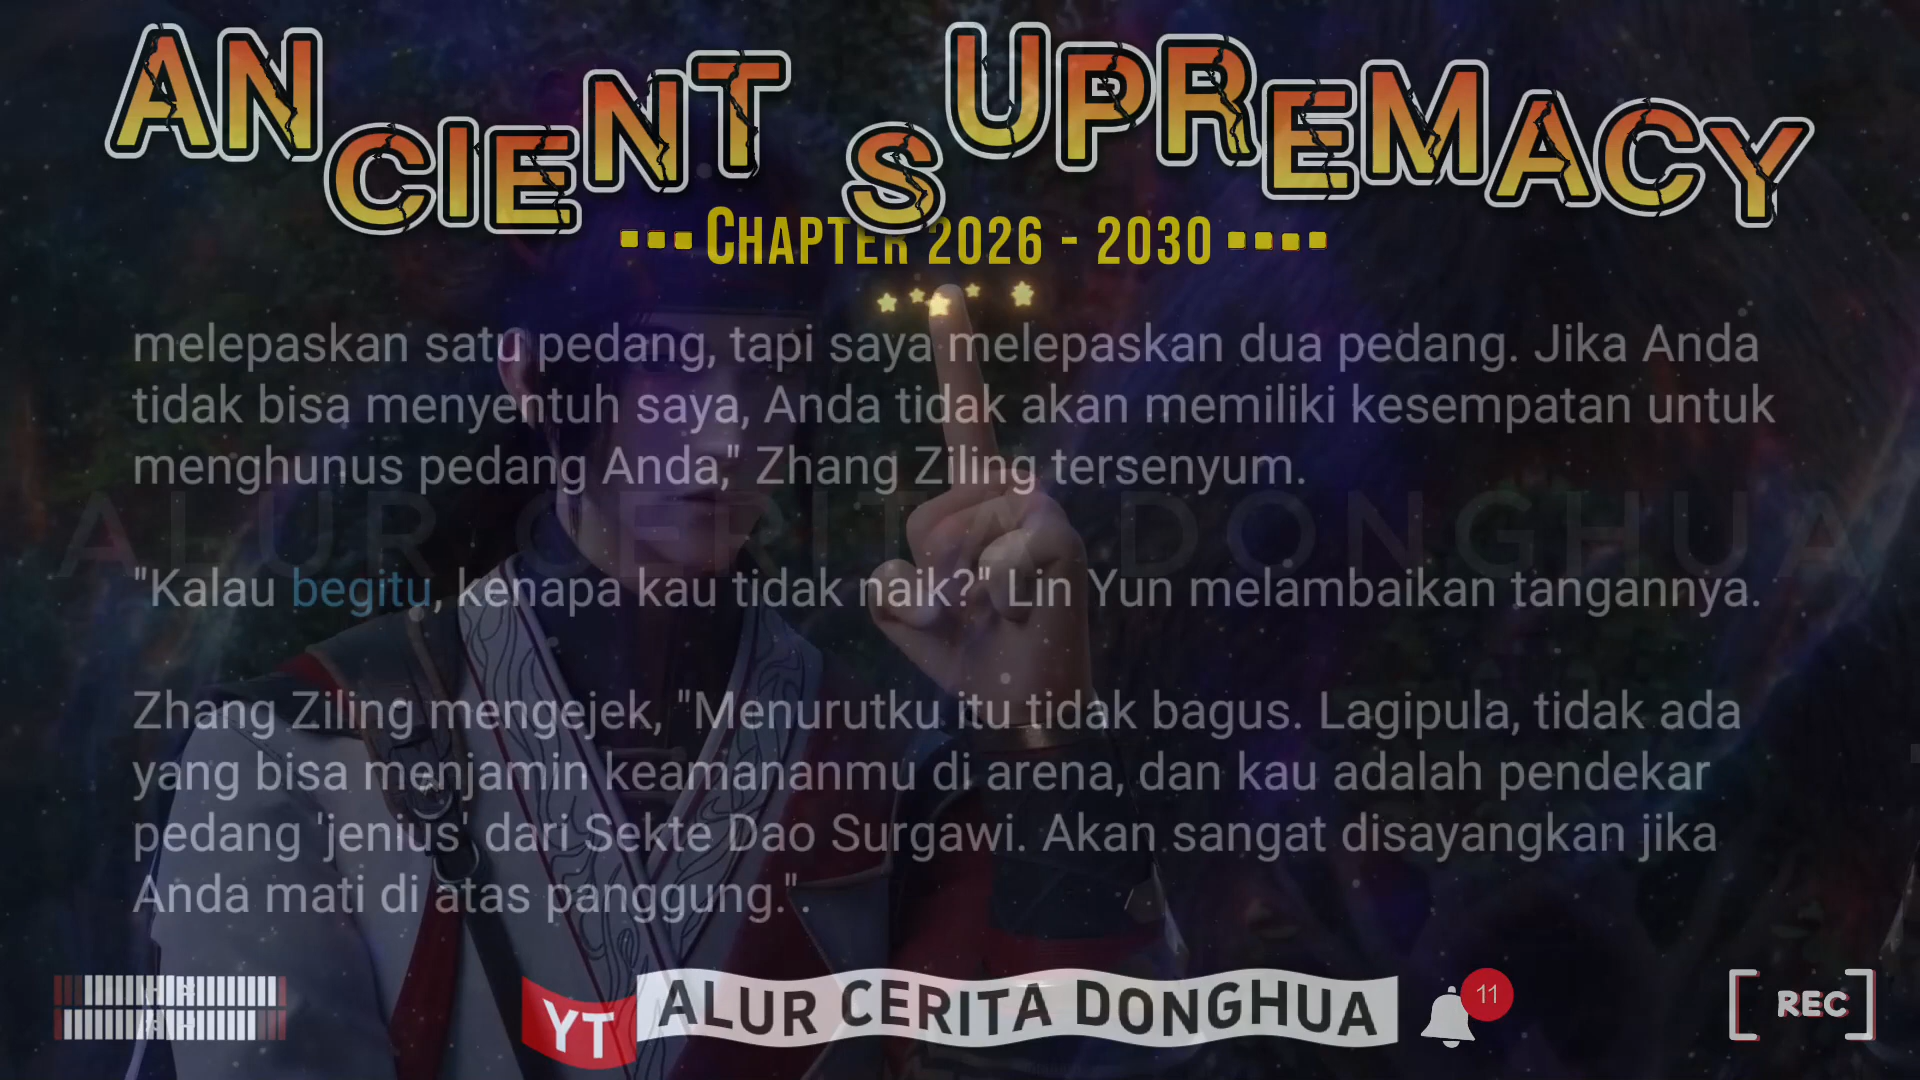 ANCIENT SUPREMACY
CHAPTER 2026 - 2030
melepaskan satu pedang, tapi saya melepaskan dua pedang. Jika Anda
tidak bisa menyentuh saya, Anda tidak akan memiliki kesempatan untuk
menghunus pedang Anda," Zhang Ziling tersenyum.
ALUR CERITA DONGHUA
"Kalau begitu, kenapa kau tidak naik?" Lin Yun melambaikan tangannya.
Zhang Ziling mengejek, "Menurutku itu tidak bagus. Lagipula, tidak ada
yang bisa menjamin keamananmu di arena, dan kau adalah pendekar
pedang 'jenius' dari Sekte Dao Surgawi. Akan sangat disayangkan jika
Anda mati di atas panggung.".
YT ALUR CERITA DONGHUA 11
REC